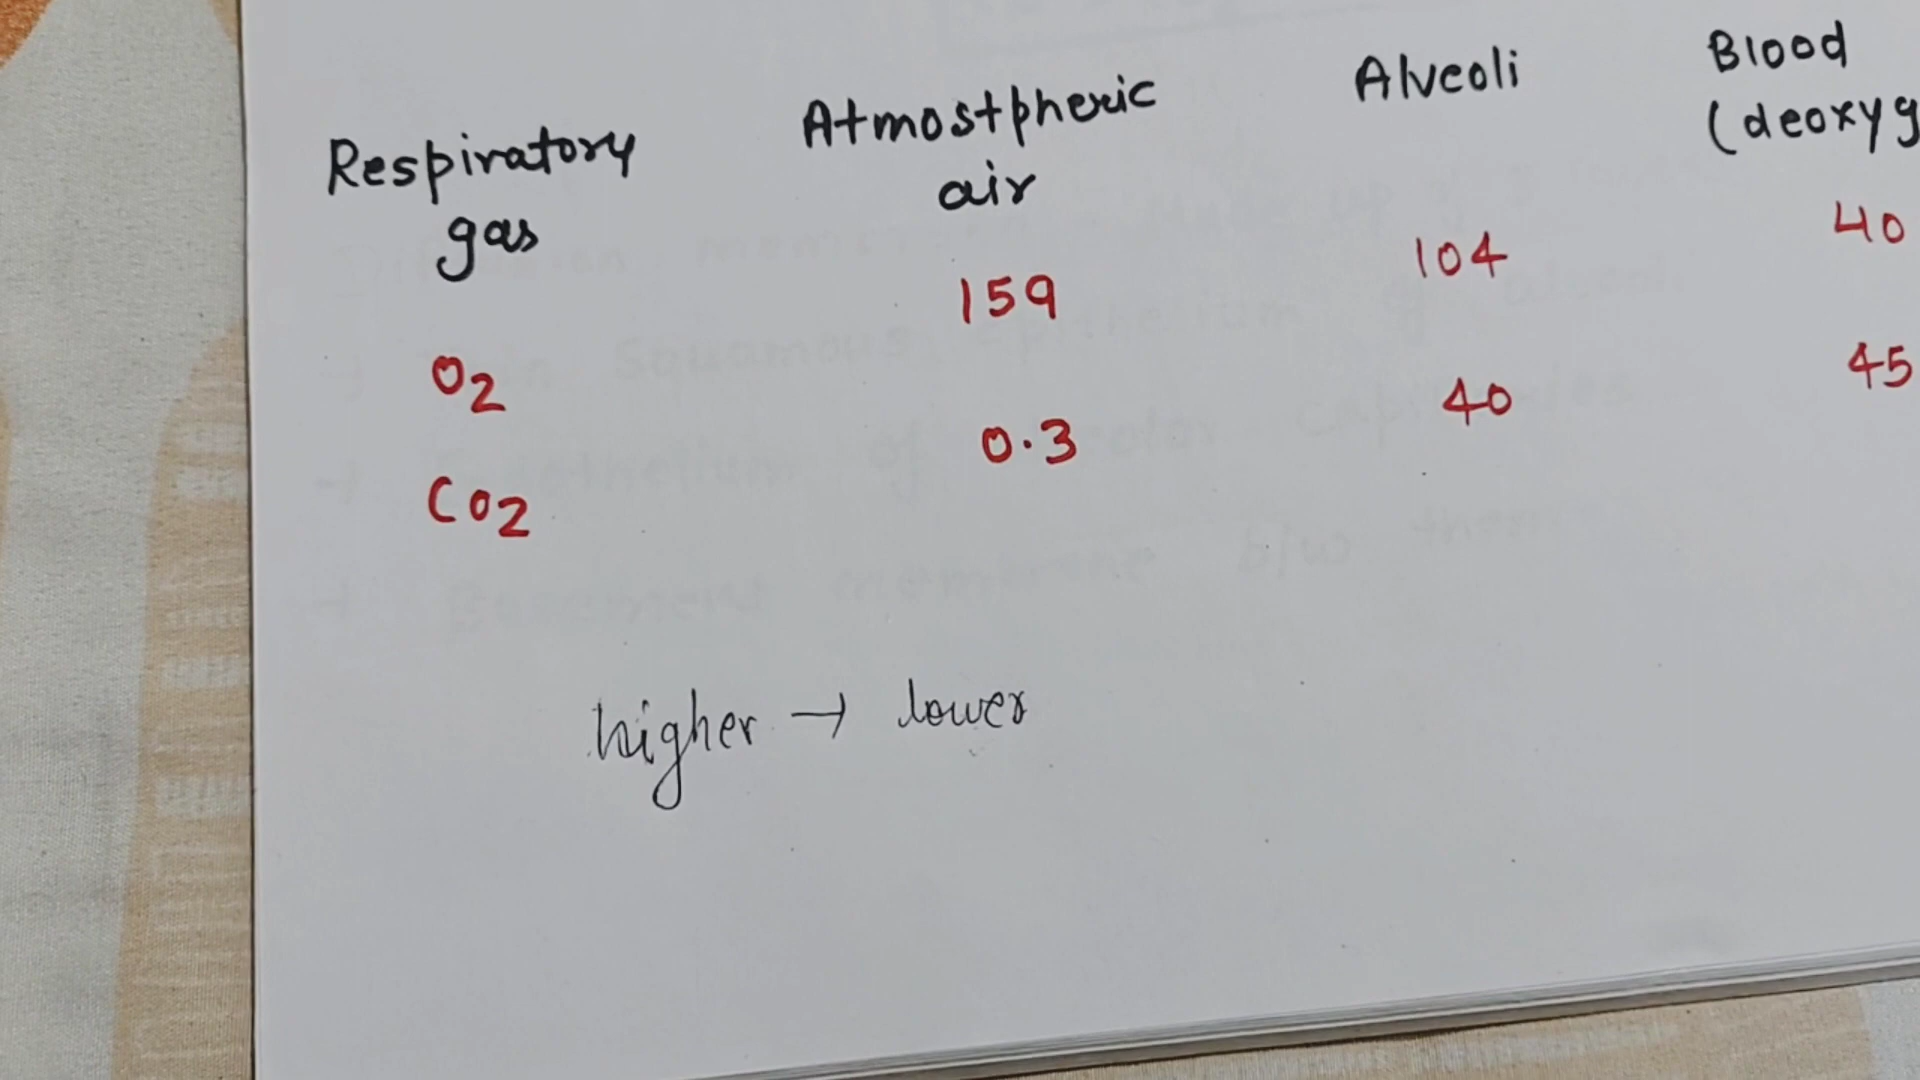 Respiratory gas Atmostpheric air Alveoli Blood (deoxyg
O2 159 104 40
CO2 0.3 40 45
higher → lower